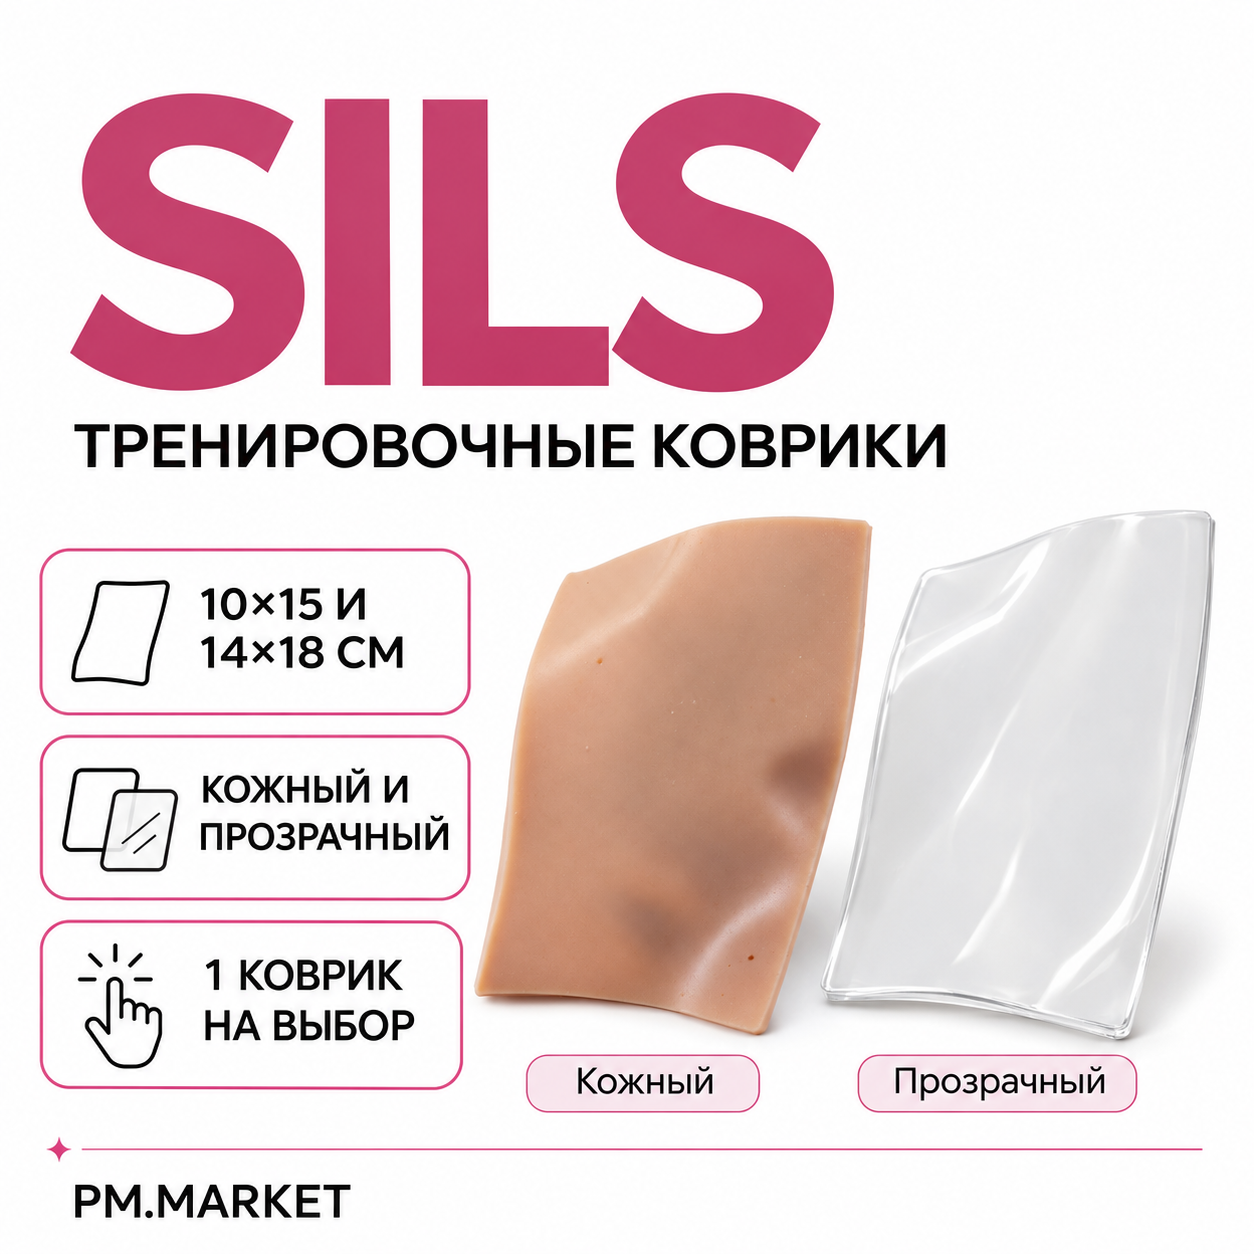 SILS
ТРЕНИРОВОЧНЫЕ КОВРИКИ
10×15 И
14×18 СМ
КОЖНЫЙ И
ПРОЗРАЧНЫЙ
1 КОВРИК
НА ВЫБОР
Кожный
Прозрачный
PM.MARKET